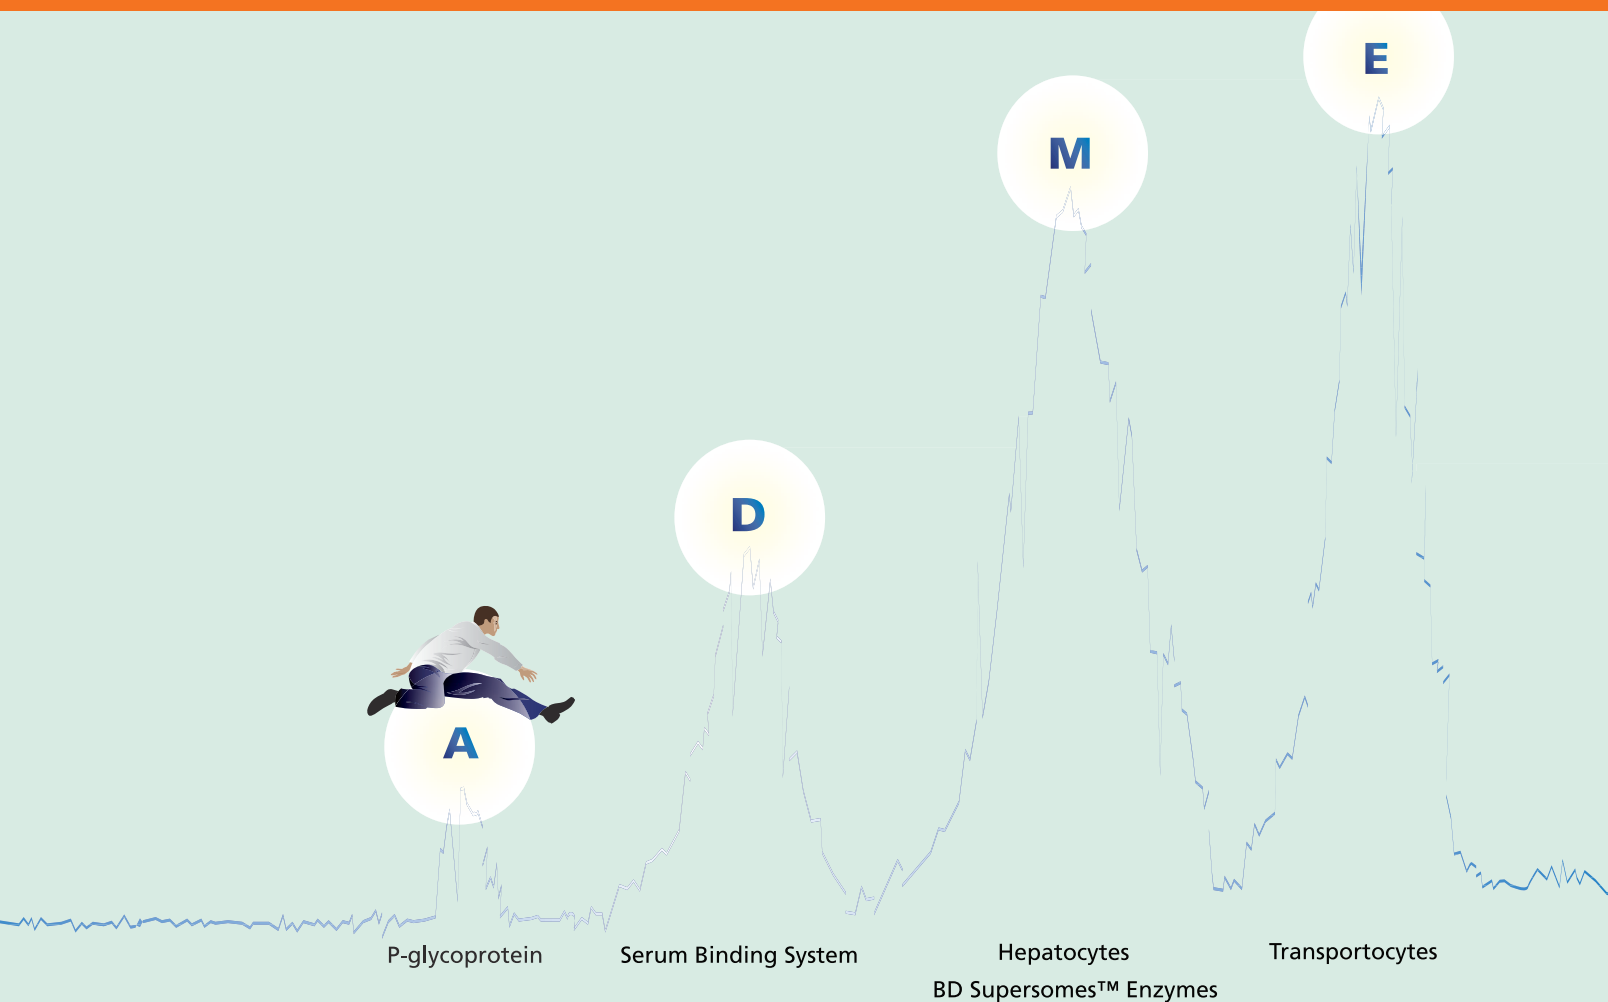 E
M
D
A
P-glycoprotein
Serum Binding System
Hepatocytes
Transportocytes
BD Supersomes™ Enzymes